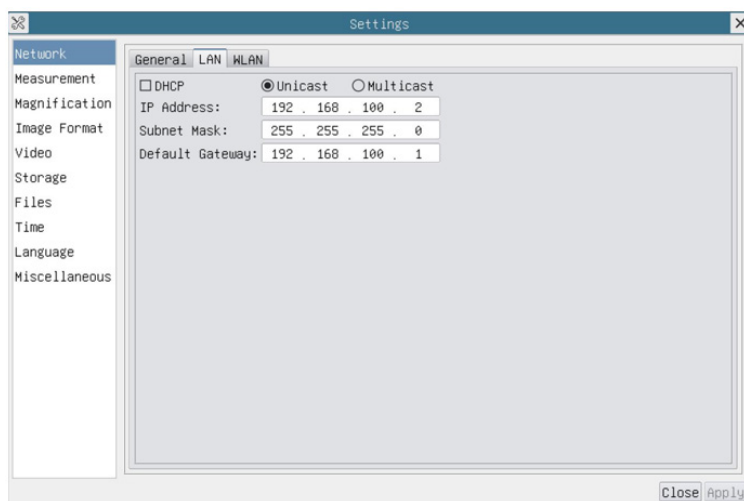 Settings
Network
Measurement
Magnification
Image Format
Video
Storage
Files
Time
Language
Miscellaneous
General LAN WLAN
DHCP Unicast Multicast
IP Address: 192 . 168 . 100 . 2
Subnet Mask: 255 . 255 . 255 . 0
Default Gateway: 192 . 168 . 100 . 1
Close Apply